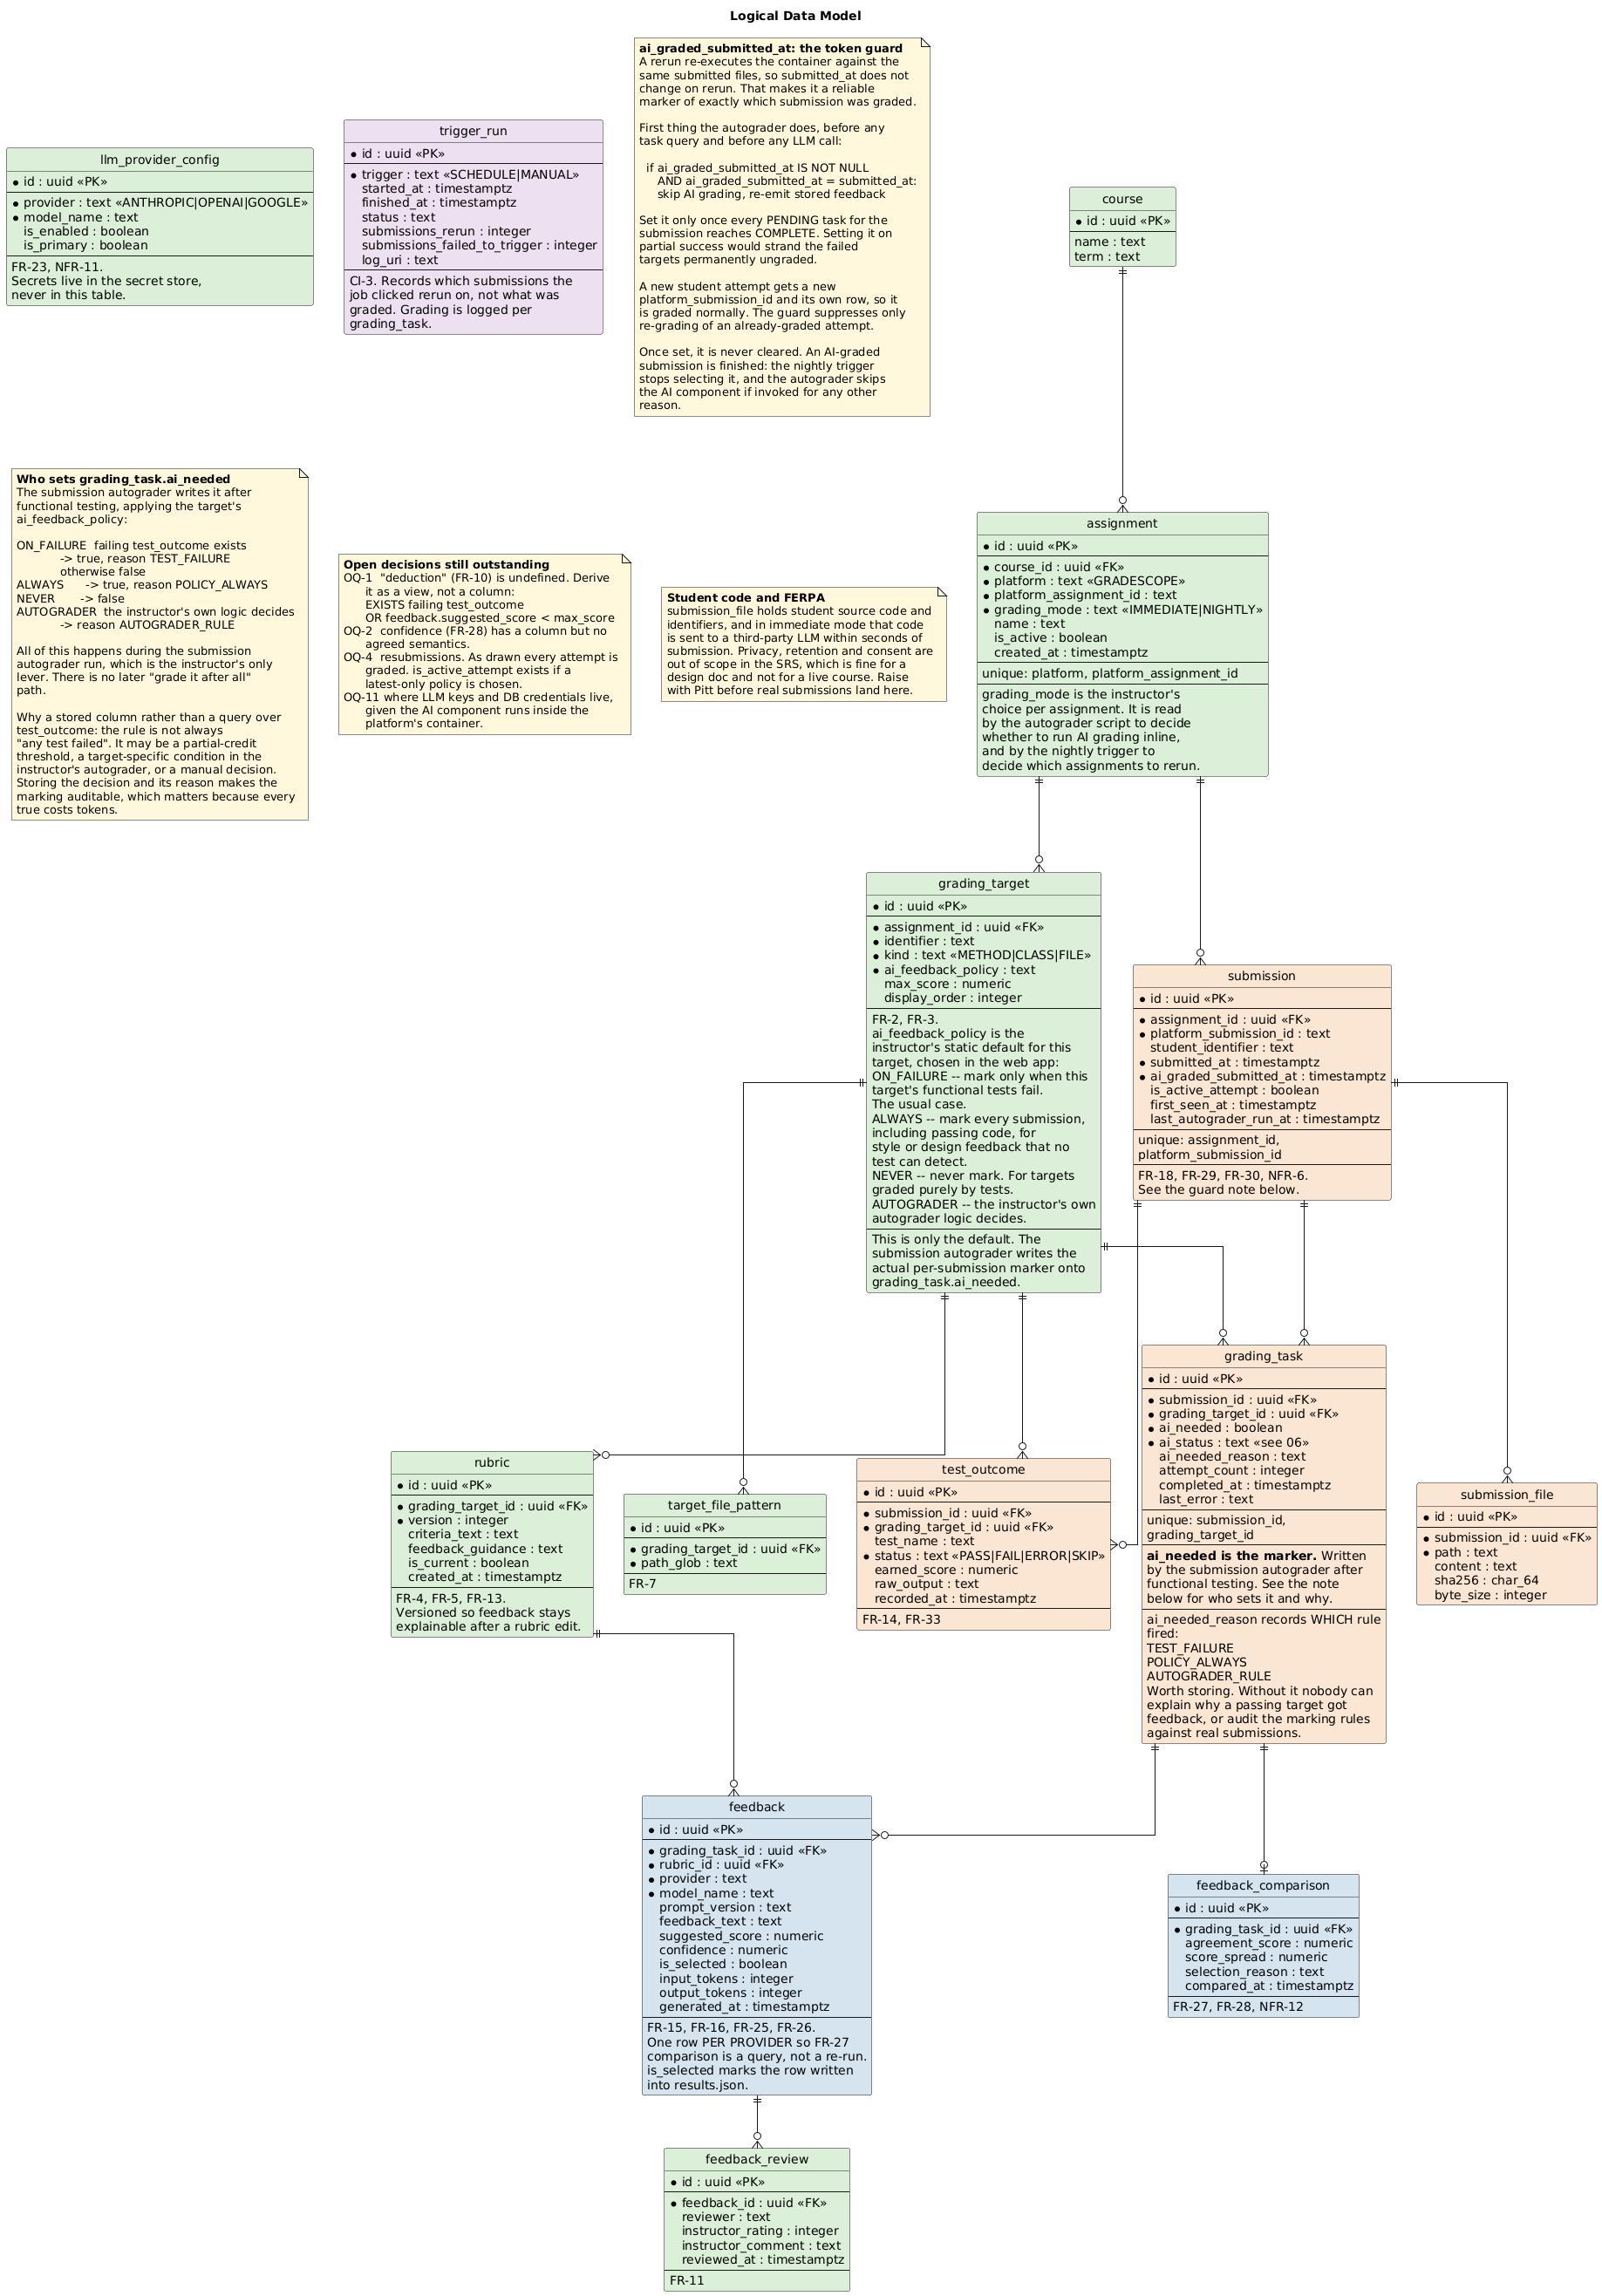 Logical Data Model
ai_graded_submitted_at: the token guard
A rerun re-executes the container against the
same submitted files, so submitted_at does not
change on rerun. That makes it a reliable
marker of exactly which submission was graded.
First thing the autograder does, before any
task query and before any LLM call:
if ai_graded_submitted_at IS NOT NULL
AND ai_graded_submitted_at = submitted_at:
skip AI grading, re-emit stored feedback
Set it only once every PENDING task for the
submission reaches COMPLETE. Setting it on
partial success would strand the failed
targets permanently ungraded.
A new student attempt gets a new
platform_submission_id and its own row, so it
is graded normally. The guard suppresses only
re-grading of an already-graded attempt.
Once set, it is never cleared. An AI-graded
submission is finished: the nightly trigger
stops selecting it, and the autograder skips
the AI component if invoked for any other
reason.
trigger_run
id : uuid «PK»
trigger : text «SCHEDULE|MANUAL»
started_at : timestamptz
finished_at : timestamptz
status : text
submissions_rerun : integer
submissions_failed_to_trigger : integer
log_uri : text
CI-3. Records which submissions the
job clicked rerun on, not what was
graded. Grading is logged per
grading_task.
llm_provider_config
id : uuid «PK»
provider : text «ANTHROPIC|OPENAI|GOOGLE»
model_name : text
is_enabled : boolean
is_primary : boolean
FR-23, NFR-11.
Secrets live in the secret store,
never in this table.
course
id : uuid «PK»
name : text
term : text
Who sets grading_task.ai_needed
The submission autograder writes it after
functional testing, applying the target's
ai_feedback_policy:
ON_FAILURE  failing test_outcome exists
-> true, reason TEST_FAILURE
otherwise false
ALWAYS       -> true, reason POLICY_ALWAYS
NEVER        -> false
AUTOGRADER  the instructor's own logic decides
-> reason AUTOGRADER_RULE
All of this happens during the submission
autograder run, which is the instructor's only
lever. There is no later "grade it after all"
path.
Why a stored column rather than a query over
test_outcome: the rule is not always
"any test failed". It may be a partial-credit
threshold, a target-specific condition in the
instructor's autograder, or a manual decision.
Storing the decision and its reason makes the
marking auditable, which matters because every
true costs tokens.
Open decisions still outstanding
OQ-1  "deduction" (FR-10) is undefined. Derive
it as a view, not a column:
EXISTS failing test_outcome
OR feedback.suggested_score < max_score
OQ-2  confidence (FR-28) has a column but no
agreed semantics.
OQ-4  resubmissions. As drawn every attempt is
graded. is_active_attempt exists if a
latest-only policy is chosen.
OQ-11 where LLM keys and DB credentials live,
given the AI component runs inside the
platform's container.
Student code and FERPA
submission_file holds student source code and
identifiers, and in immediate mode that code
is sent to a third-party LLM within seconds of
submission. Privacy, retention and consent are
out of scope in the SRS, which is fine for a
design doc and not for a live course. Raise
with Pitt before real submissions land here.
assignment
id : uuid «PK»
course_id : uuid «FK»
platform : text «GRADESCOPE»
platform_assignment_id : text
grading_mode : text «IMMEDIATE|NIGHTLY»
name : text
is_active : boolean
created_at : timestamptz
unique: platform, platform_assignment_id
grading_mode is the instructor's
choice per assignment. It is read
by the autograder script to decide
whether to run AI grading inline,
and by the nightly trigger to
decide which assignments to rerun.
grading_target
id : uuid «PK»
assignment_id : uuid «FK»
identifier : text
kind : text «METHOD|CLASS|FILE»
ai_feedback_policy : text
max_score : numeric
display_order : integer
FR-2, FR-3.
ai_feedback_policy is the
instructor's static default for this
target, chosen in the web app:
ON_FAILURE -- mark only when this
target's functional tests fail.
The usual case.
ALWAYS -- mark every submission,
including passing code, for
style or design feedback that no
test can detect.
NEVER -- never mark. For targets
graded purely by tests.
AUTOGRADER -- the instructor's own
autograder logic decides.
This is only the default. The
submission autograder writes the
actual per-submission marker onto
grading_task.ai_needed.
submission
id : uuid «PK»
assignment_id : uuid «FK»
platform_submission_id : text
student_identifier : text
submitted_at : timestamptz
ai_graded_submitted_at : timestamptz
is_active_attempt : boolean
first_seen_at : timestamptz
last_autograder_run_at : timestamptz
unique: assignment_id,
platform_submission_id
FR-18, FR-29, FR-30, NFR-6.
See the guard note below.
grading_task
id : uuid «PK»
submission_id : uuid «FK»
grading_target_id : uuid «FK»
ai_needed : boolean
ai_status : text «see 06»
ai_needed_reason : text
attempt_count : integer
completed_at : timestamptz
last_error : text
unique: submission_id,
grading_target_id
ai_needed is the marker. Written
by the submission autograder after
functional testing. See the note
below for who sets it and why.
ai_needed_reason records WHICH rule
fired:
TEST_FAILURE
POLICY_ALWAYS
AUTOGRADER_RULE
Worth storing. Without it nobody can
explain why a passing target got
feedback, or audit the marking rules
against real submissions.
rubric
id : uuid «PK»
grading_target_id : uuid «FK»
version : integer
criteria_text : text
feedback_guidance : text
is_current : boolean
created_at : timestamptz
FR-4, FR-5, FR-13.
Versioned so feedback stays
explainable after a rubric edit.
target_file_pattern
id : uuid «PK»
grading_target_id : uuid «FK»
path_glob : text
FR-7
test_outcome
id : uuid «PK»
submission_id : uuid «FK»
grading_target_id : uuid «FK»
test_name : text
status : text «PASS|FAIL|ERROR|SKIP»
earned_score : numeric
raw_output : text
recorded_at : timestamptz
FR-14, FR-33
submission_file
id : uuid «PK»
submission_id : uuid «FK»
path : text
content : text
sha256 : char_64
byte_size : integer
feedback
id : uuid «PK»
grading_task_id : uuid «FK»
rubric_id : uuid «FK»
provider : text
model_name : text
prompt_version : text
feedback_text : text
suggested_score : numeric
confidence : numeric
is_selected : boolean
input_tokens : integer
output_tokens : integer
generated_at : timestamptz
FR-15, FR-16, FR-25, FR-26.
One row PER PROVIDER so FR-27
comparison is a query, not a re-run.
is_selected marks the row written
into results.json.
feedback_comparison
id : uuid «PK»
grading_task_id : uuid «FK»
agreement_score : numeric
score_spread : numeric
selection_reason : text
compared_at : timestamptz
FR-27, FR-28, NFR-12
feedback_review
id : uuid «PK»
feedback_id : uuid «FK»
reviewer : text
instructor_rating : integer
instructor_comment : text
reviewed_at : timestamptz
FR-11